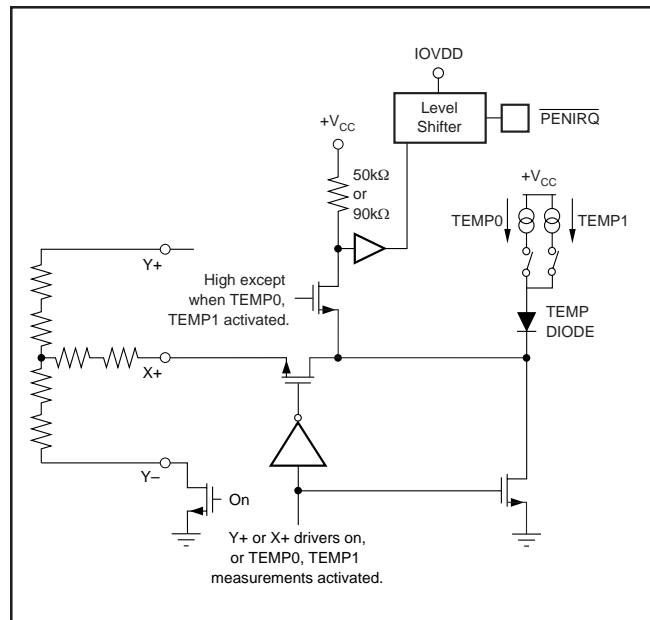 IOVDD
Level
Shifter
PENIRQ
+VCC
50kΩ
or
90kΩ
+VCC
TEMP0
TEMP1
Y+
High except
when TEMP0,
TEMP1 activated.
TEMP
DIODE
X+
Y–
On
Y+ or X+ drivers on,
or TEMP0, TEMP1
measurements activated.